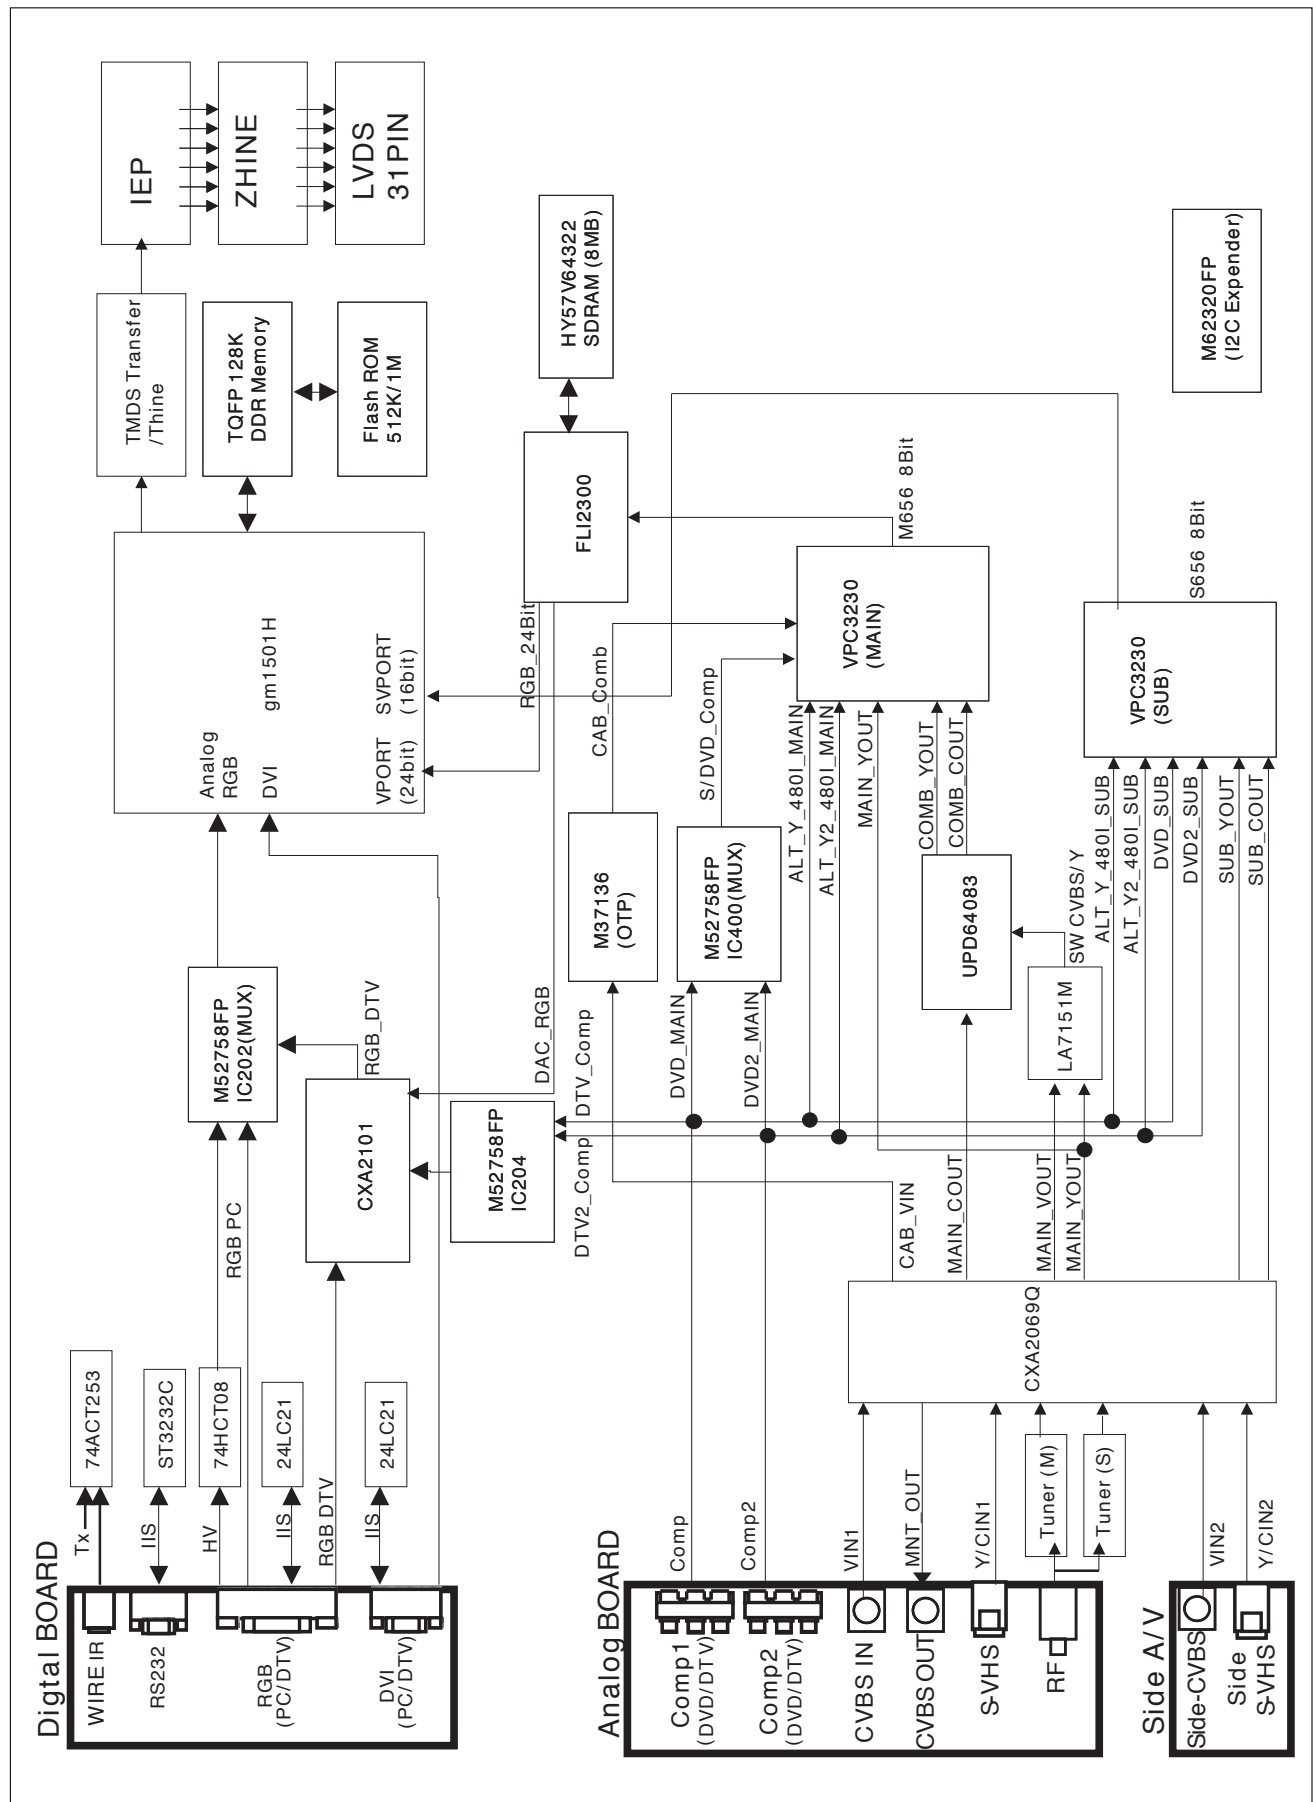 Digtal BOARD
WIRE IR
RS232
RGB
(PC/DTV)
DVI
(PC/DTV)
Tx
IIS
HV
IIS
RGB DTV
IIS
74ACT253
ST3232C
74HCT08
24LC21
24LC21
RGB PC
M52758FP
IC202(MUX)
RGB_DTV
CXA2101
M52758FP
IC204
DAC_RGB
Analog
RGB
DVI
gm1501H
VPORT
(24bit)
SVPORT
(16bit)
TMDS Transfer
/Thine
TQFP 128K
DDR Memory
Flash ROM
512K/1M
IEP
ZHINE
LVDS
31PIN
HY57V64322
SDRAM (8MB)
FLI2300
RGB_24Bit
CAB_Comb
S/DVD_Comp
M37136
(OTP)
M52758FP
IC400(MUX)
DTV_Comp
DTV2_Comp
DVD_MAIN
DVD2_MAIN
VPC3230
(MAIN)
M656 8Bit
ALT_Y_480I_MAIN
ALT_Y2_480I_MAIN
MAIN_YOUT
COMB_YOUT
COMB_COUT
UPD64083
SW CVBS/Y
LA7151M
VPC3230
(SUB)
S656 8Bit
ALT_Y_480I_SUB
ALT_Y2_480I_SUB
DVD_SUB
DVD2_SUB
SUB_YOUT
SUB_COUT
M62320FP
(I2C Expender)
CAB_VIN
MAIN_COUT
MAIN_VOUT
MAIN_YOUT
CXA2069Q
Analog BOARD
Comp1
(DVD/DTV)
Comp2
(DVD/DTV)
CVBS IN
CVBS OUT
S-VHS
RF
Comp
Comp2
VIN1
MNT_OUT
Y/CIN1
Tuner (M)
Tuner (S)
Side A/V
Side-CVBS
Side
S-VHS
VIN2
Y/CIN2